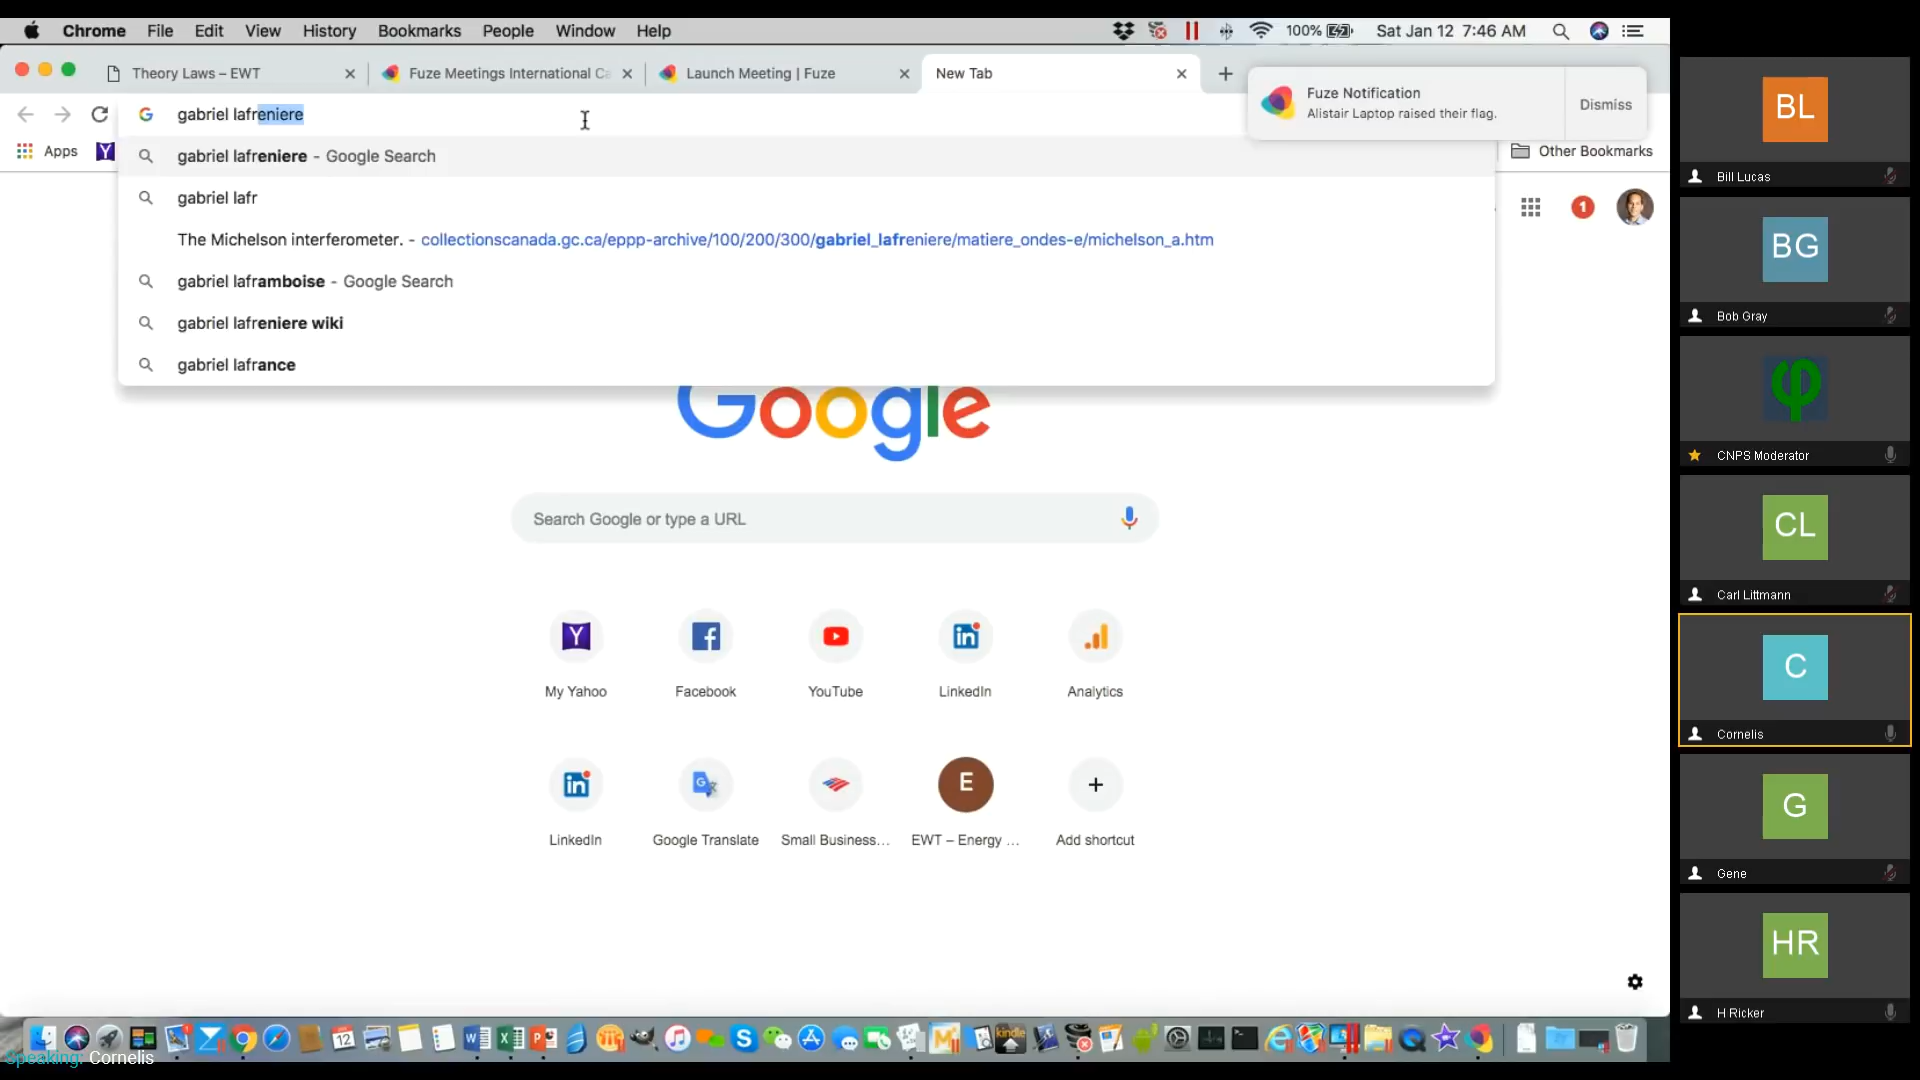 Chrome File Edit View History Bookmarks People Window Help 100% Sat Jan 12 7:46 AM
Theory Laws – EWT Fuze Meetings International Ca Launch Meeting | Fuze New Tab
Fuze Notification
Alistair Laptop raised their flag.
Dismiss
gabriel lafreniere
Apps Other Bookmarks
gabriel lafreniere - Google Search
gabriel lafr
The Michelson interferometer. - collectionscanada.gc.ca/eppp-archive/100/200/300/gabriel_lafreniere/matiere_ondes-e/michelson_a.htm
gabriel laframboise - Google Search
gabriel lafreniere wiki
gabriel lafrance
1
Google
Search Google or type a URL
My Yahoo Facebook YouTube LinkedIn Analytics
LinkedIn Google Translate Small Business... EWT – Energy ... Add shortcut
E
BL
Bill Lucas
BG
Bob Gray
φ
CNPS Moderator
CL
Carl Littmann
C
Cornelis
G
Gene
HR
H Ricker
Speaking: Cornelis